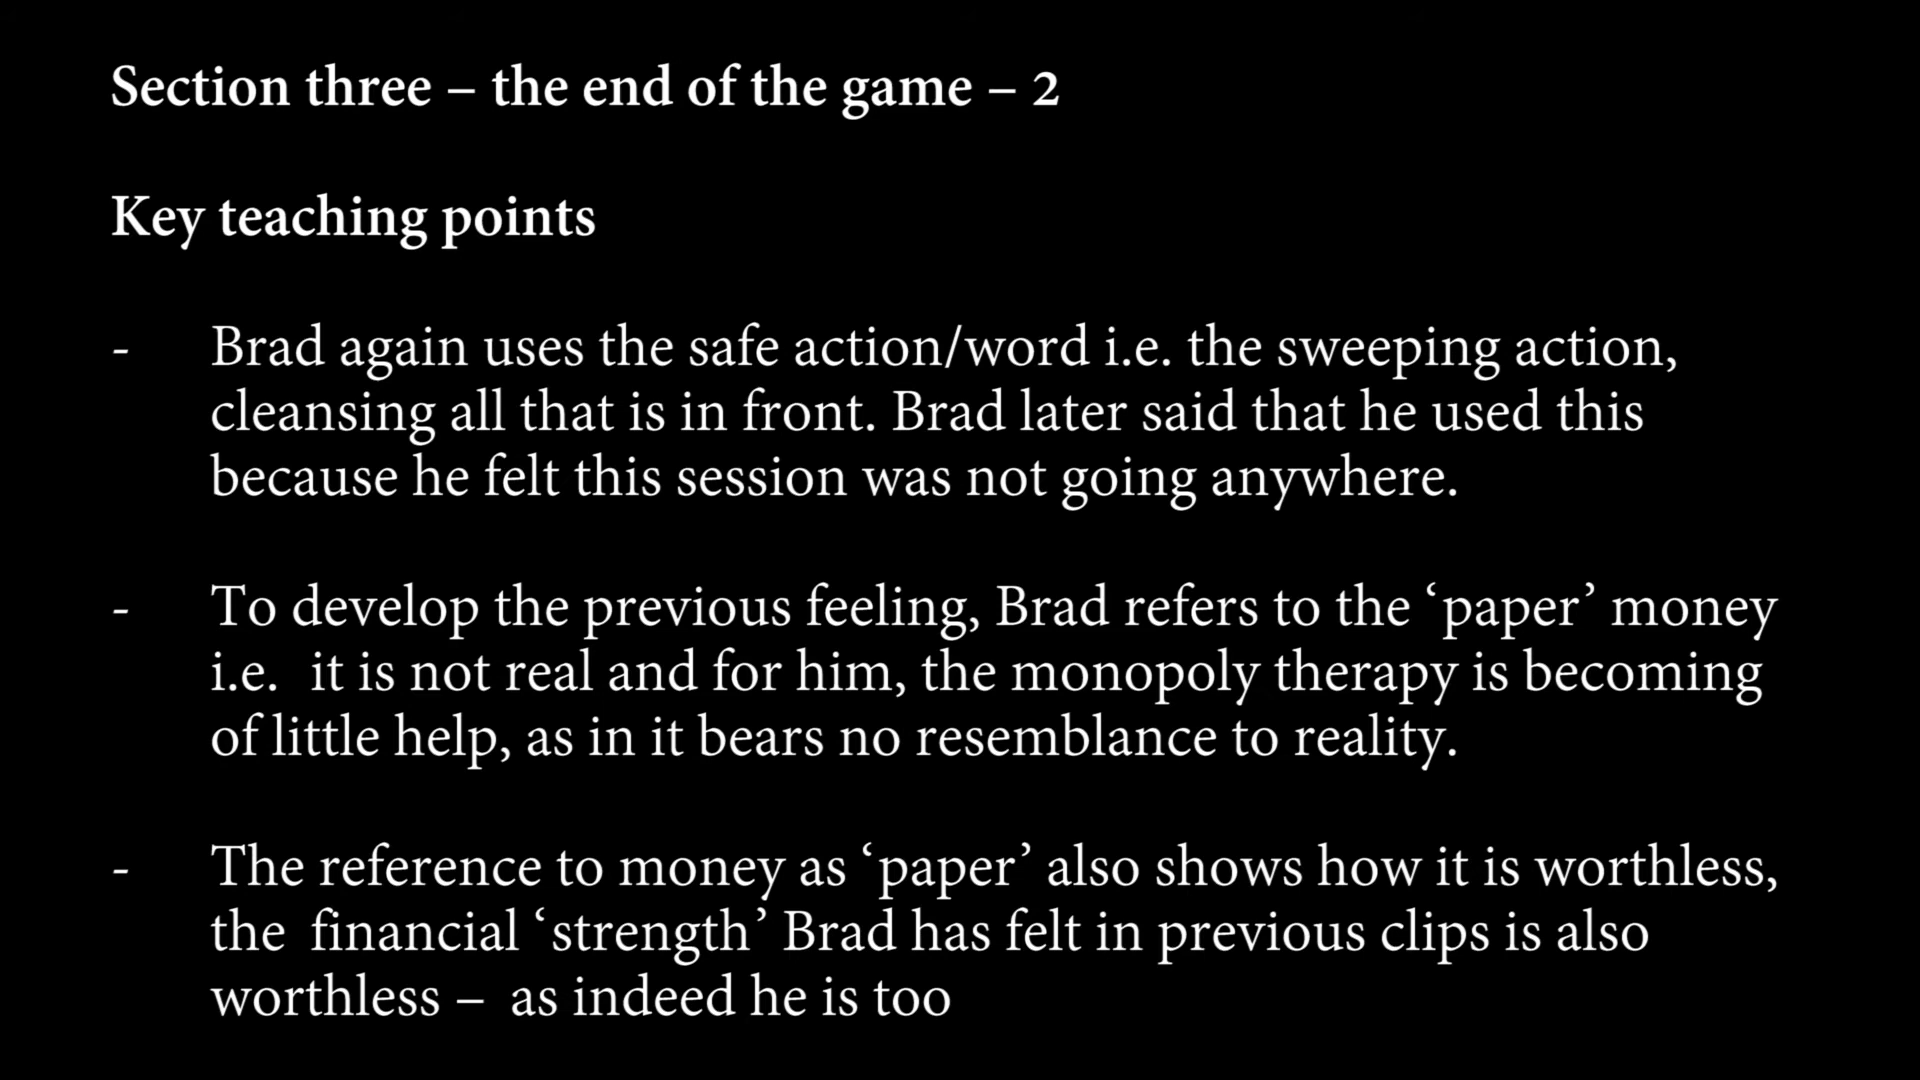 Section three – the end of the game – 2
Key teaching points
- Brad again uses the safe action/word i.e. the sweeping action,
cleansing all that is in front. Brad later said that he used this
because he felt this session was not going anywhere.
- To develop the previous feeling, Brad refers to the ‘paper’ money
i.e. it is not real and for him, the monopoly therapy is becoming
of little help, as in it bears no resemblance to reality.
- The reference to money as ‘paper’ also shows how it is worthless,
the financial ‘strength’ Brad has felt in previous clips is also
worthless – as indeed he is too